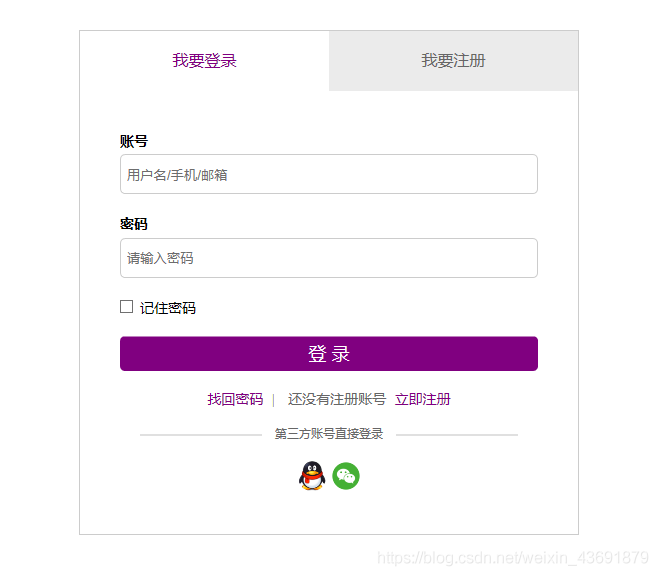 我要登录 我要注册
账号
用户名/手机/邮箱
密码
请输入密码
记住密码
登 录
找回密码 | 还没有注册账号 立即注册
第三方账号直接登录
https://blog.csdn.net/weixin_43691879